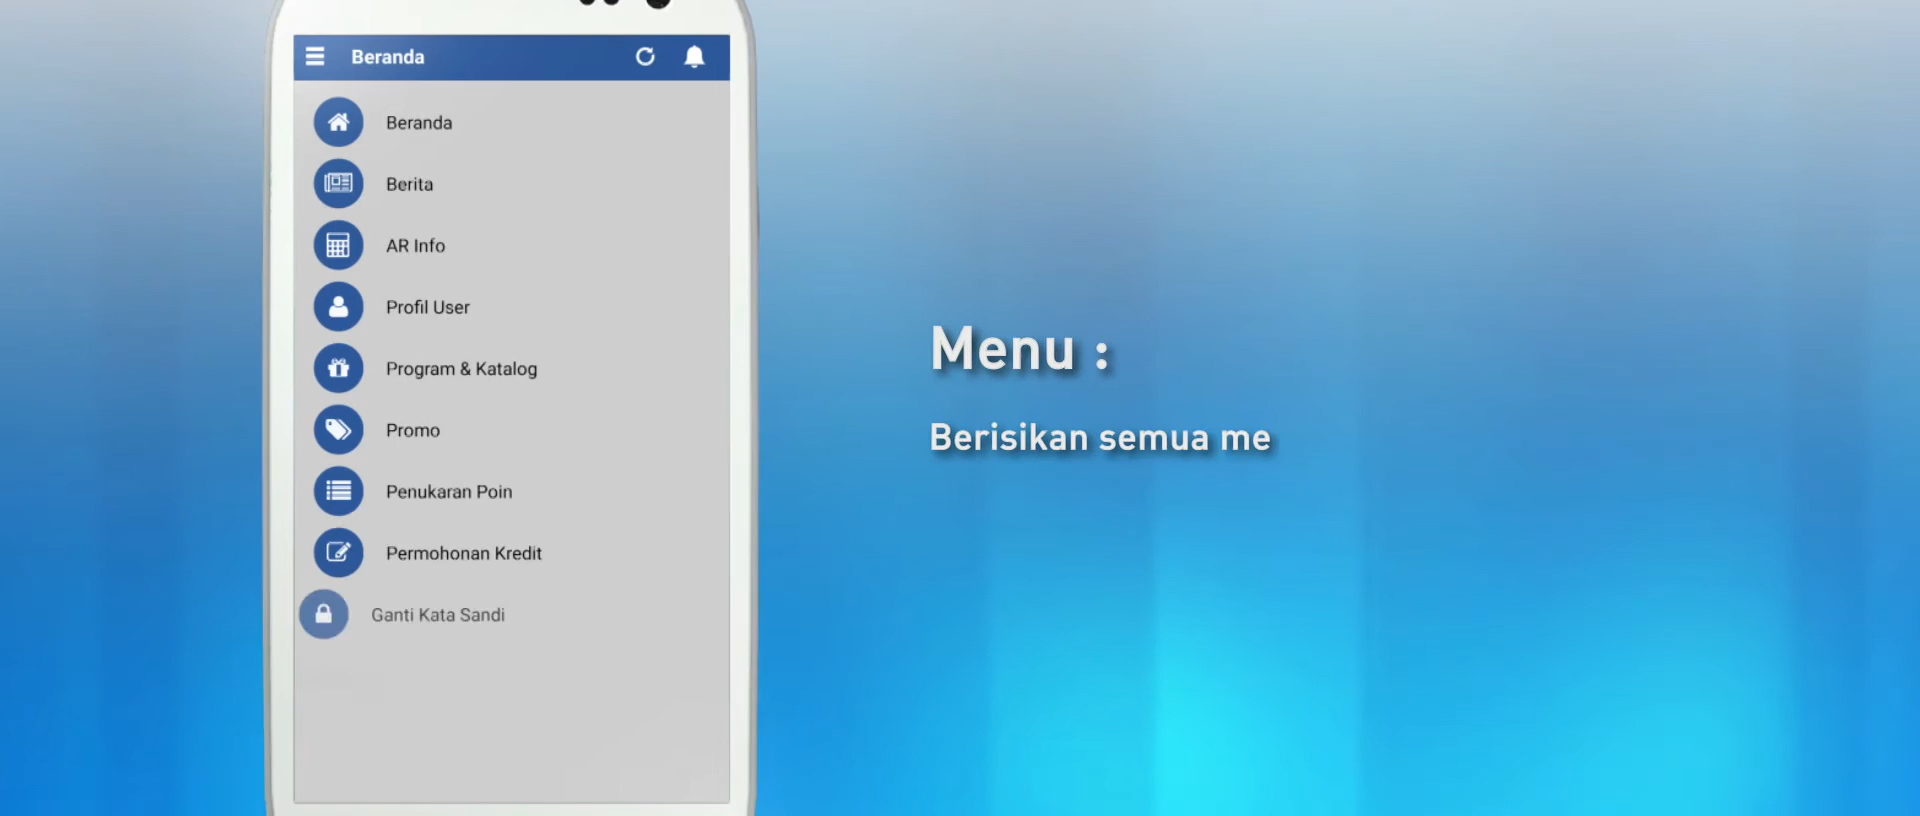 Beranda
Beranda
Berita
AR Info
Profil User
Program & Katalog
Promo
Penukaran Poin
Permohonan Kredit
Ganti Kata Sandi
Menu :
Berisikan semua me